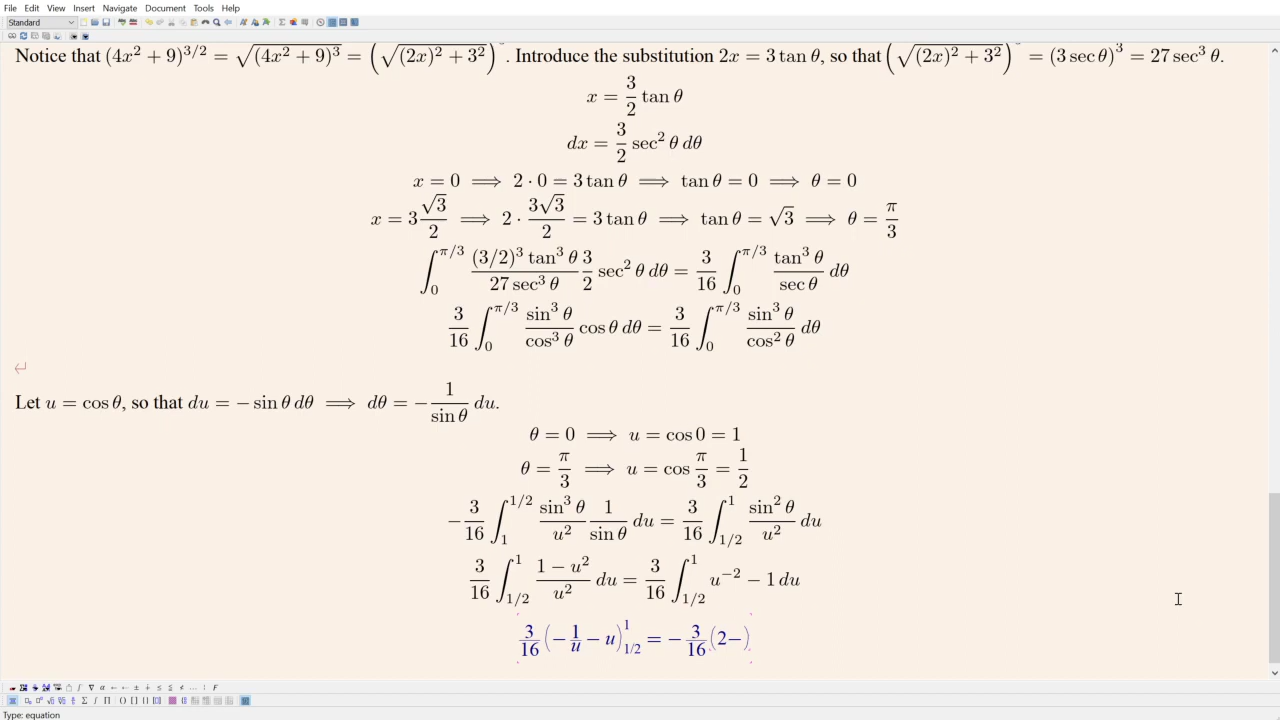 File Edit View Insert Navigate Document Tools Help
Standard
Notice that (4x² + 9)^{3/2} = √((4x² + 9)³) = (√((2x)² + 3²))³. Introduce the substitution 2x = 3 tan θ, so that (√((2x)² + 3²))³ = (3 sec θ)³ = 27 sec³ θ.
x = 3/2 tan θ
dx = 3/2 sec² θ dθ
x = 0 ⟹ 2 · 0 = 3 tan θ ⟹ tan θ = 0 ⟹ θ = 0
x = 3 √3/2 ⟹ 2 · 3√3/2 = 3 tan θ ⟹ tan θ = √3 ⟹ θ = π/3
∫_0^{π/3} (3/2)³ tan³ θ / 27 sec³ θ 3/2 sec² θ dθ = 3/16 ∫_0^{π/3} tan³ θ / sec θ dθ
3/16 ∫_0^{π/3} sin³ θ / cos³ θ cos θ dθ = 3/16 ∫_0^{π/3} sin³ θ / cos² θ dθ
Let u = cos θ, so that du = − sin θ dθ ⟹ dθ = − 1/sin θ du.
θ = 0 ⟹ u = cos 0 = 1
θ = π/3 ⟹ u = cos π/3 = 1/2
− 3/16 ∫_1^{1/2} sin³ θ / u² 1/sin θ du = 3/16 ∫_{1/2}^1 sin² θ / u² du
3/16 ∫_{1/2}^1 (1 − u²)/u² du = 3/16 ∫_{1/2}^1 u^{−2} − 1 du
3/16 (− 1/u − u)_{1/2}^1 = − 3/16 (2−)
Type: equation